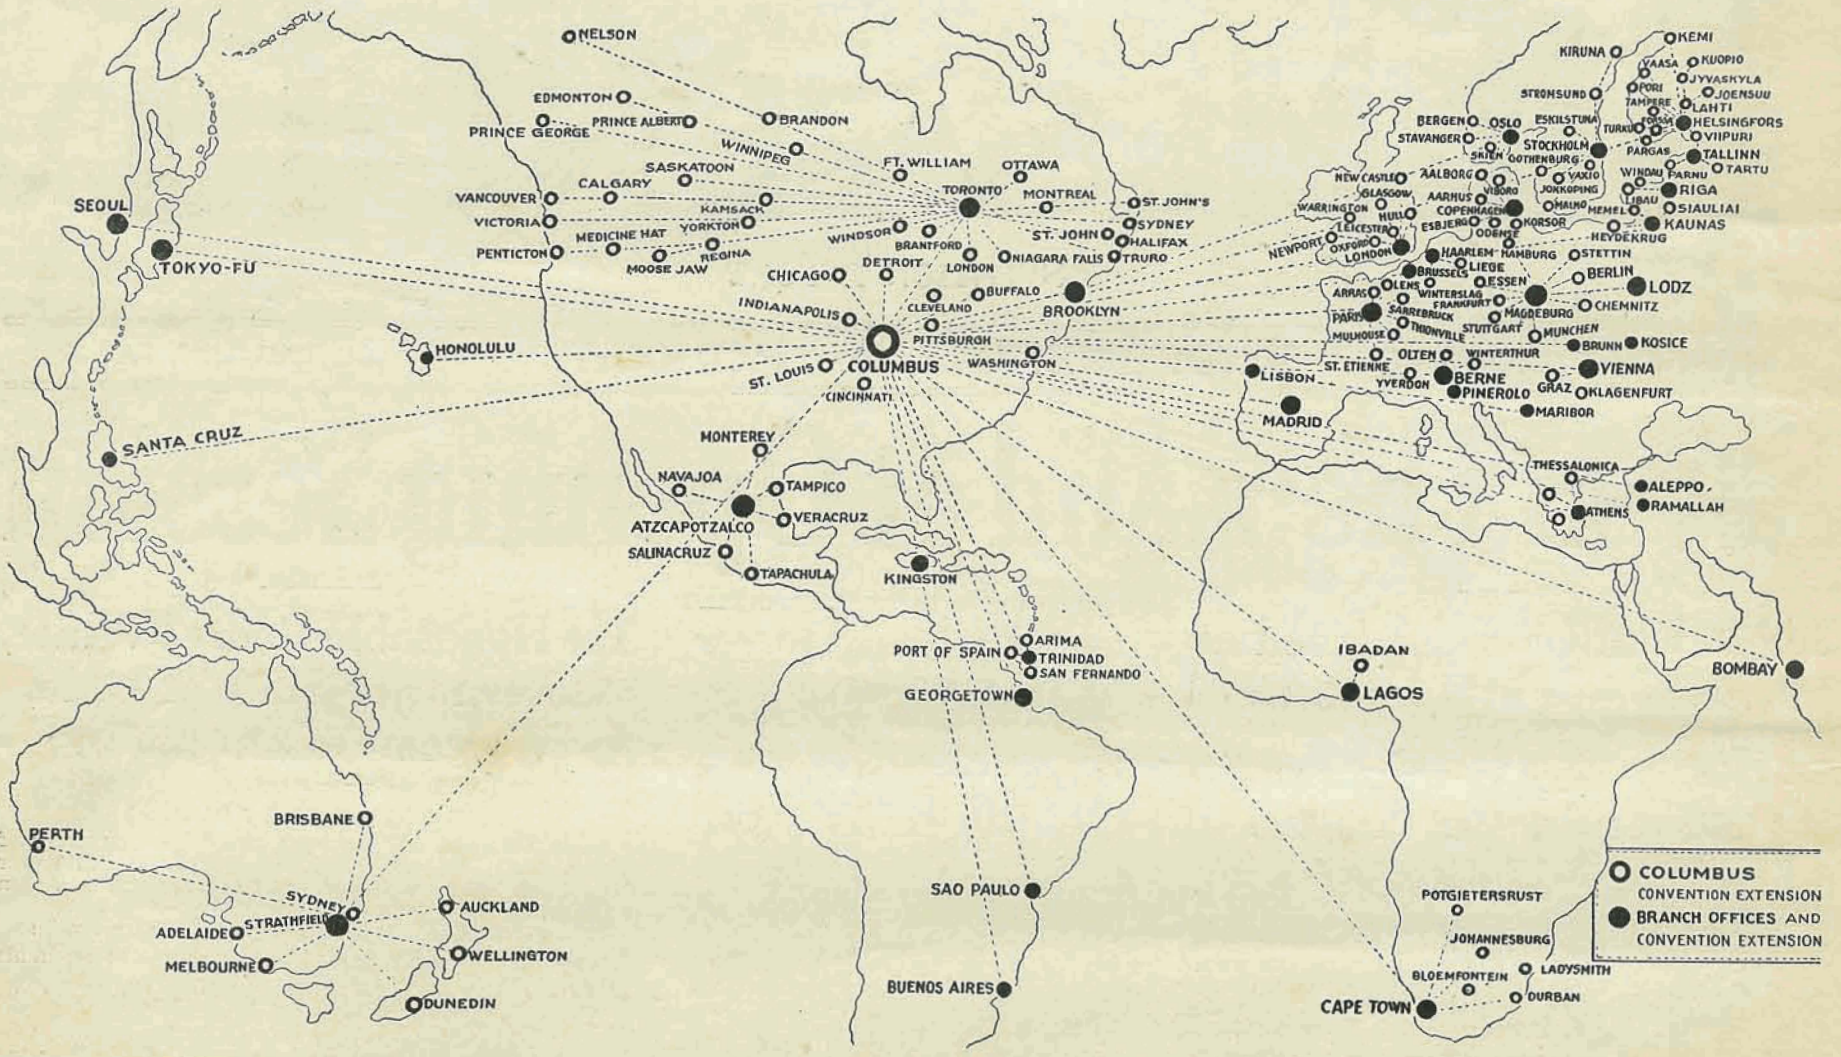 NELSON
EDMONTON
PRINCE ALBERT
BRANDON
PRINCE GEORGE
WINNIPEG
SASKATOON
FT. WILLIAM
OTTAWA
VANCOUVER
CALGARY
TORONTO
MONTREAL
ST. JOHN'S
KAMSACK
VICTORIA
YORKTON
WINDSOR
SYDNEY
MEDICINE HAT
BRANTFORD
ST. JOHN
HALIFAX
PENTICTON
REGINA
MOOSE JAW
LONDON
NIAGARA FALLS
TRURO
CHICAGO
DETROIT
INDIANAPOLIS
CLEVELAND
BUFFALO
BROOKLYN
PITTSBURGH
WASHINGTON
ST. LOUIS
COLUMBUS
CINCINNATI
SEOUL
TOKYO-FU
HONOLULU
SANTA CRUZ
MONTEREY
NAVAJOA
TAMPICO
ATZCAPOTZALCO
VERACRUZ
SALINACRUZ
TAPACHULA
KINGSTON
ARIMA
PORT OF SPAIN
TRINIDAD
SAN FERNANDO
GEORGETOWN
SAO PAULO
BUENOS AIRES
BRISBANE
PERTH
SYDNEY
STRATHFIELD
ADELAIDE
MELBOURNE
AUCKLAND
WELLINGTON
DUNEDIN
KEMI
KIRUNA
VAASA
KUOPIO
JYVASKYLA
PORI
JOENSUU
STROMSUND
TAMPERE
LAHTI
BERGEN
OSLO
ESKILSTUNA
TURKU
FORSSA
HELSINGFORS
STAVANGER
VIIPURI
SKIEN
STOCKHOLM
PARGAS
TALLINN
GOTHENBURG
TARTU
NEW CASTLE
AALBORG
VAXIO
WINDAU
PARNU
GLASGOW
AARHUS
VIBORG
JONKOPING
RIGA
LIBAU
WARRINGTON
HULL
COPENHAGEN
MALMO
MEMEL
SIAULIAI
LEICESTER
ESBJERG
KORSOR
KAUNAS
ODENSE
HEYDEKRUG
NEWPORT
OXFORD
LONDON
HAARLEM
HAMBURG
STETTIN
BRUSSELS
LIEGE
BERLIN
LENS
ESSEN
LODZ
ARRAS
WINTERSLAG
FRANKFURT
CHEMNITZ
PARIS
SARREBRUCK
MAGDEBURG
MULHOUSE
THIONVILLE
STUTTGART
MUNCHEN
BRUNN
KOSICE
ST. ETIENNE
OLTEN
WINTERTHUR
LISBON
YVERDON
BERNE
GRAZ
VIENNA
PINEROLO
KLAGENFURT
MADRID
MARIBOR
THESSALONICA
ALEPPO
ATHENS
RAMALLAH
BOMBAY
IBADAN
LAGOS
POTGIETERSRUST
JOHANNESBURG
BLOEMFONTEIN
LADYSMITH
CAPE TOWN
DURBAN
COLUMBUS
CONVENTION EXTENSION
BRANCH OFFICES AND
CONVENTION EXTENSION